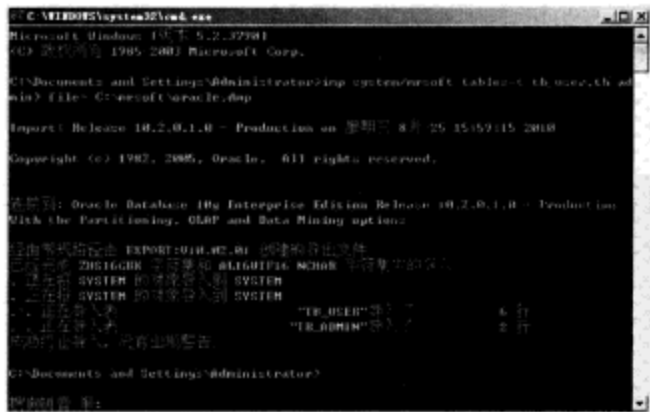 C:\WINDOWS\system32\cmd.exe
Microsoft Windows [版本 5.2.3790]
(C) 版权所有 1985-2003 Microsoft Corp.
C:\Documents and Settings\Administrator>imp system/mrsoft tables=( tb_user,tb_ad
min) file= C:\mrsoft\oracle.dmp
Import: Release 10.2.0.1.0 - Production on 星期三 8月 25 15:59:15 2010
Copyright (c) 1982, 2005, Oracle.  All rights reserved.
连接到: Oracle Database 10g Enterprise Edition Release 10.2.0.1.0 - Production
With the Partitioning, OLAP and Data Mining options
经由常规路径由 EXPORT:V10.02.01 创建的导出文件
已经完成 ZHS16GBK 字符集和 AL16UTF16 NCHAR 字符集中的导入
. 正在将 SYSTEM 的对象导入到 SYSTEM
. 正在将 SYSTEM 的对象导入到 SYSTEM
. . 正在导入表 "TB_USER"导入了 6 行
. . 正在导入表 "TB_ADMIN"导入了 行
成功终止导入, 没有出现警告。
C:\Documents and Settings\Administrator>